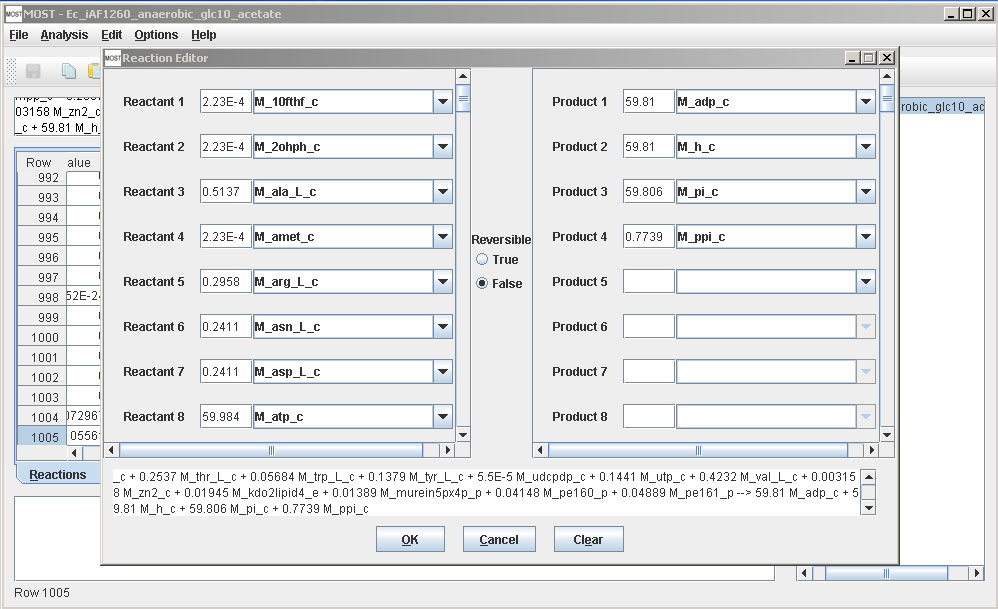 MOST MOST - Ec_iAF1260_anaerobic_glc10_acetate
File Analysis Edit Options Help
MOST Reaction Editor
03158 M_zn2_c
_c + 59.81 M_h_
robic_glc10_ac
Row alue
992
993
994
995
996
997
998 52E-24
999
1000
1001
1002
1003
1004 07296
1005 0556
Reactions
Reactant 1 2.23E-4 M_10fthf_c
Reactant 2 2.23E-4 M_2ohph_c
Reactant 3 0.5137 M_ala_L_c
Reactant 4 2.23E-4 M_amet_c
Reactant 5 0.2958 M_arg_L_c
Reactant 6 0.2411 M_asn_L_c
Reactant 7 0.2411 M_asp_L_c
Reactant 8 59.984 M_atp_c
Reversible
True
False
Product 1 59.81 M_adp_c
Product 2 59.81 M_h_c
Product 3 59.806 M_pi_c
Product 4 0.7739 M_ppi_c
Product 5
Product 6
Product 7
Product 8
_c + 0.2537 M_thr_L_c + 0.05684 M_trp_L_c + 0.1379 M_tyr_L_c + 5.5E-5 M_udcpdp_c + 0.1441 M_utp_c + 0.4232 M_val_L_c + 0.00315
8 M_zn2_c + 0.01945 M_kdo2lipid4_e + 0.01389 M_murein5px4p_p + 0.04148 M_pe160_p + 0.04889 M_pe161_p --> 59.81 M_adp_c + 5
9.81 M_h_c + 59.806 M_pi_c + 0.7739 M_ppi_c
OK Cancel Clear
Row 1005